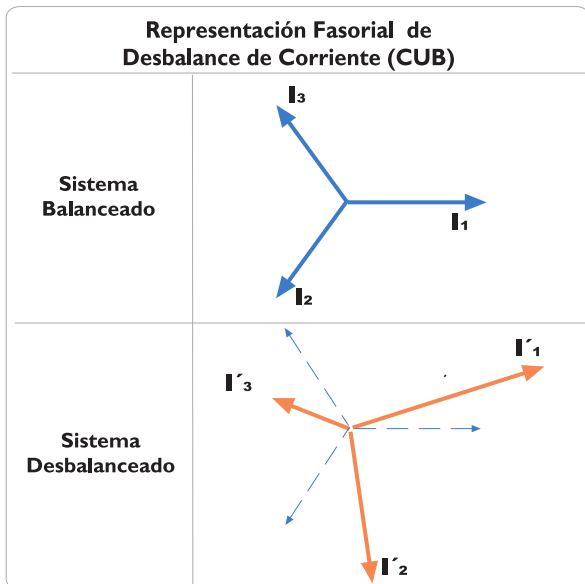 Representación Fasorial de
Desbalance de Corriente (CUB)
I₃
Sistema
Balanceado
I₁
I₂
I´₁
I´₃
Sistema
Desbalanceado
I´₂